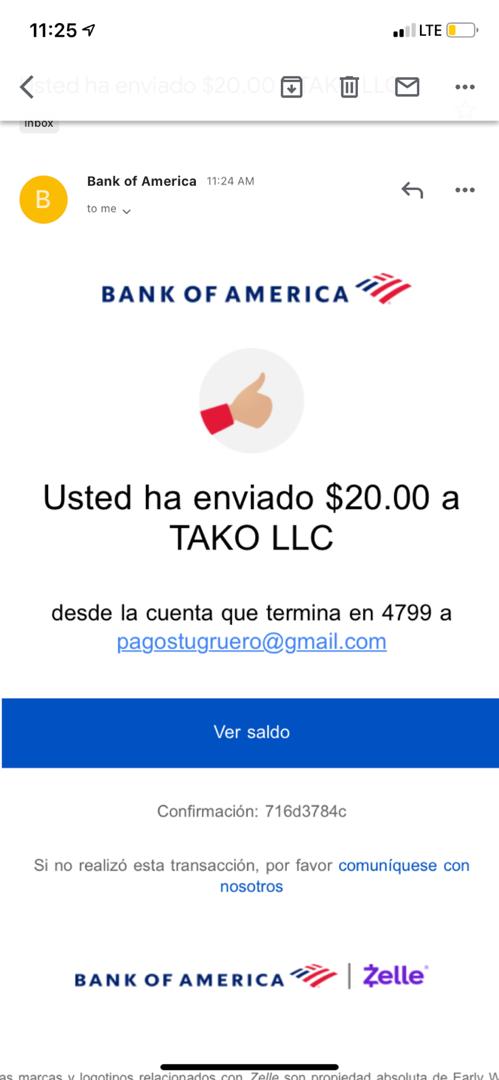 11:25
LTE
Usted ha enviado $20.00 a TAKO LLC
Inbox
B
Bank of America 11:24 AM
to me
BANK OF AMERICA
Usted ha enviado $20.00 a
TAKO LLC
desde la cuenta que termina en 4799 a
pagostugruero@gmail.com
Ver saldo
Confirmación: 716d3784c
Si no realizó esta transacción, por favor comuníquese con
nosotros
BANK OF AMERICA | Zelle
as marcas y logotipos relacionados con Zelle son propiedad absoluta de Early W